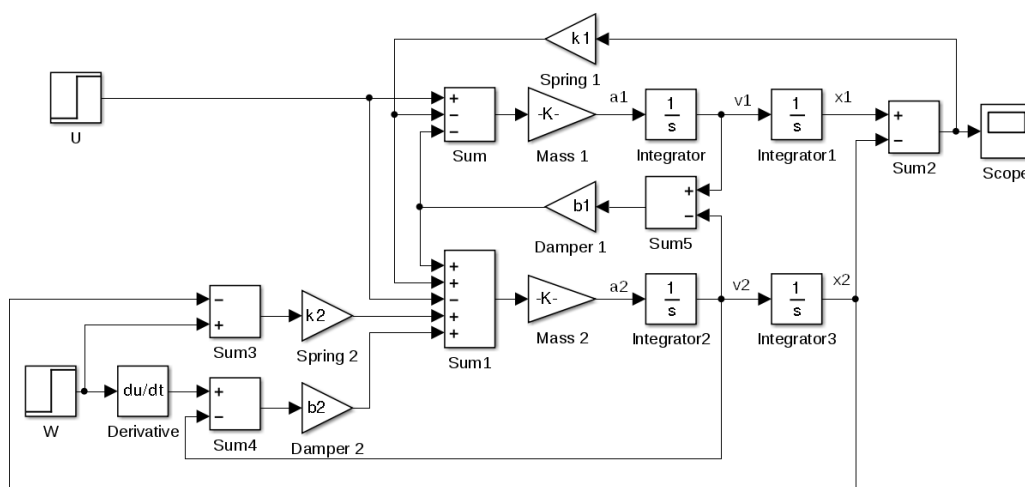 k1
Spring 1
U
+
−
−
Sum
-K-
Mass 1
a1
1
s
Integrator
v1
1
s
Integrator1
x1
+
−
Sum2
Scope
b1
Damper 1
+
−
Sum5
+
+
−
+
+
Sum1
-K-
Mass 2
a2
1
s
Integrator2
v2
1
s
Integrator3
x2
−
+
Sum3
k2
Spring 2
W
du/dt
Derivative
+
−
Sum4
b2
Damper 2